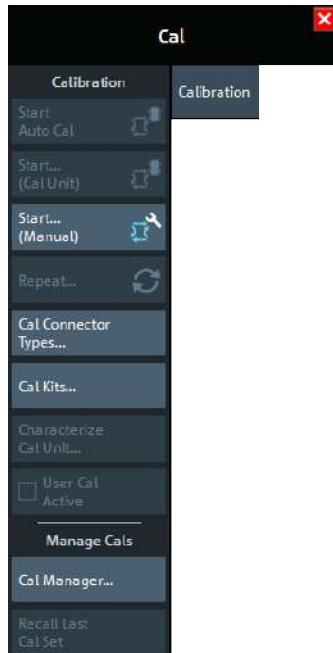 Cal
Calibration
Calibration
Start
Auto Cal
Start...
(Cal Unit)
Start...
(Manual)
Repeat...
Cal Connector
Types...
Cal Kits...
Characterize
Cal Unit...
User Cal
Active
Manage Cals
Cal Manager...
Recall Last
Cal Set